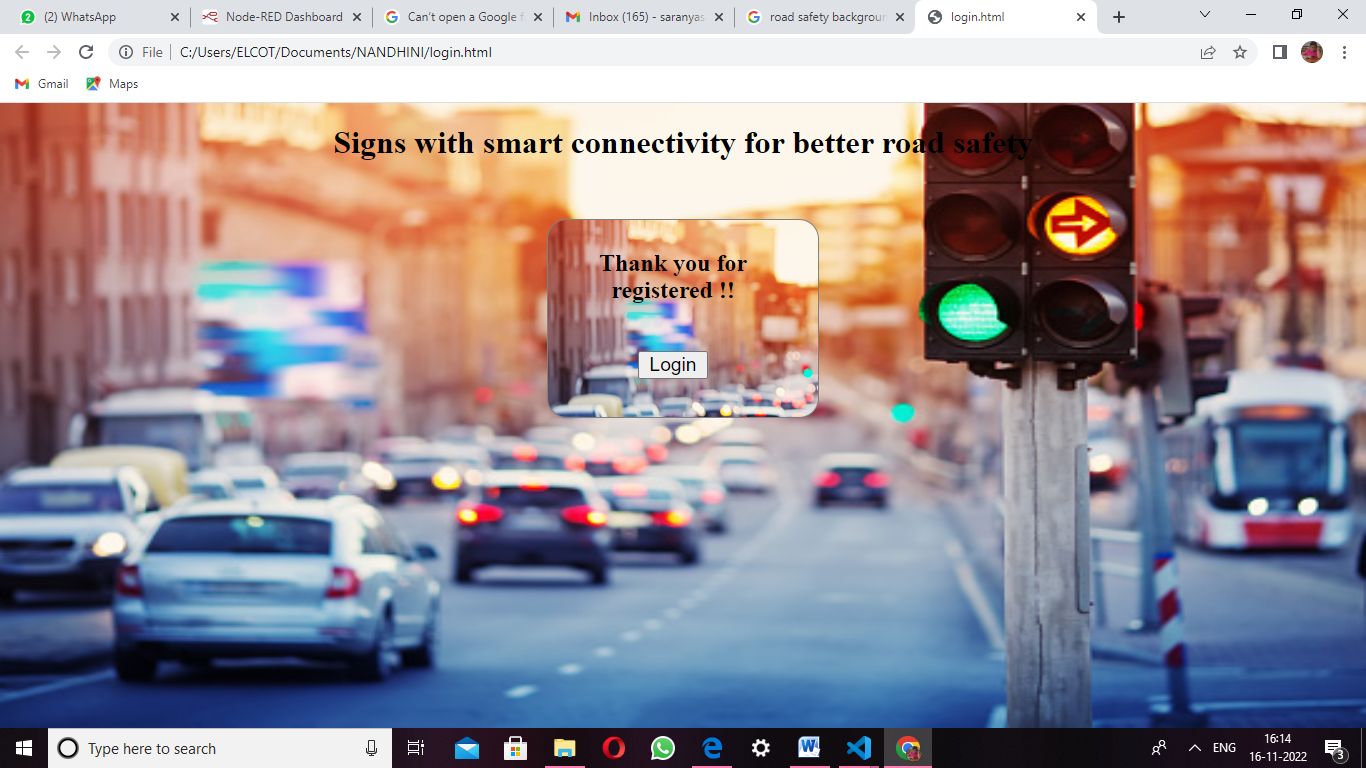 (2) WhatsApp
Node-RED Dashboard
Can't open a Google f
Inbox (165) - saranyas
road safety backgroun
login.html
File
C:/Users/ELCOT/Documents/NANDHINI/login.html
Gmail
Maps
Signs with smart connectivity for better road safety
Thank you for
registered !!
Login
Type here to search
ENG
16:14
16-11-2022
3